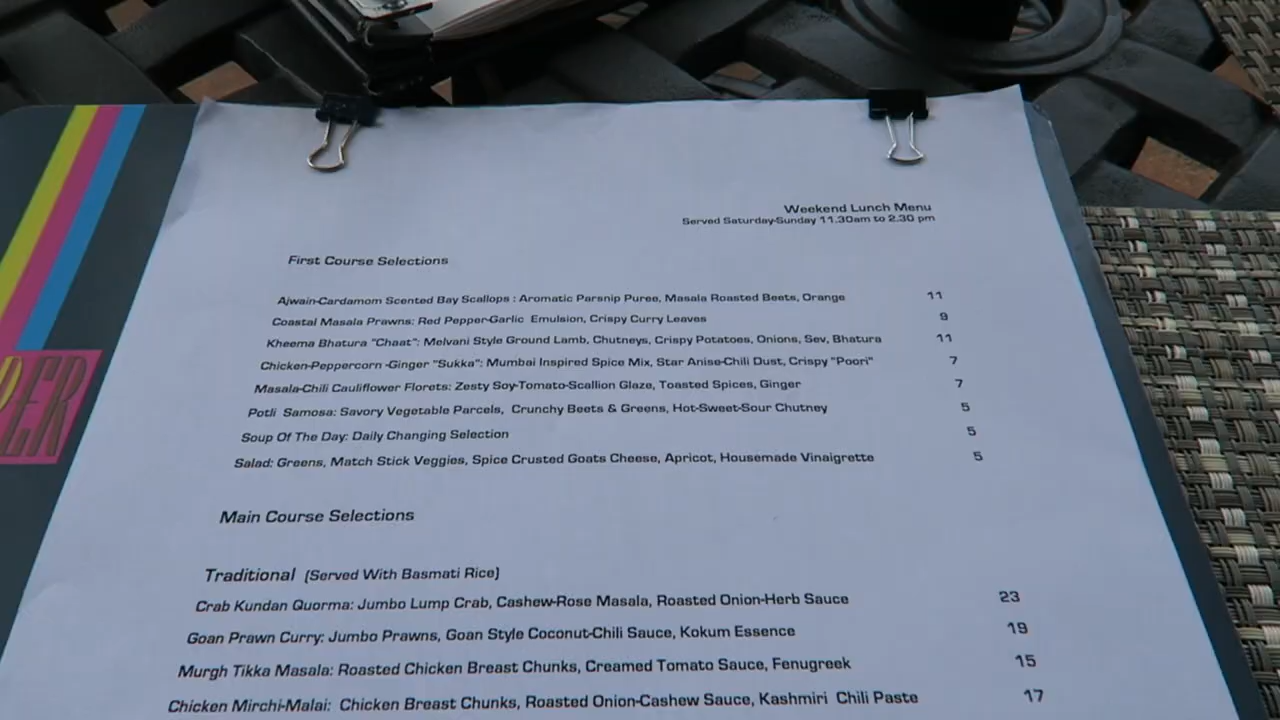 Weekend Lunch Menu
Served Saturday-Sunday 11.30am to 2.30 pm
First Course Selections
Ajwain-Cardamom Scented Bay Scallops : Aromatic Parsnip Puree, Masala Roasted Beets, Orange 11
Coastal Masala Prawns: Red Pepper-Garlic Emulsion, Crispy Curry Leaves 9
Kheema Bhatura "Chaat": Melvani Style Ground Lamb, Chutneys, Crispy Potatoes, Onions, Sev, Bhatura 11
Chicken-Peppercorn -Ginger "Sukka": Mumbai Inspired Spice Mix, Star Anise-Chili Dust, Crispy "Poori" 7
Masala-Chili Cauliflower Florets: Zesty Soy-Tomato-Scallion Glaze, Toasted Spices, Ginger 7
Potli Samosa: Savory Vegetable Parcels, Crunchy Beets & Greens, Hot-Sweet-Sour Chutney 5
Soup Of The Day: Daily Changing Selection 5
Salad: Greens, Match Stick Veggies, Spice Crusted Goats Cheese, Apricot, Housemade Vinaigrette 5
PER
Main Course Selections
Traditional (Served With Basmati Rice)
Crab Kundan Quorma: Jumbo Lump Crab, Cashew-Rose Masala, Roasted Onion-Herb Sauce 23
Goan Prawn Curry: Jumbo Prawns, Goan Style Coconut-Chili Sauce, Kokum Essence 19
Murgh Tikka Masala: Roasted Chicken Breast Chunks, Creamed Tomato Sauce, Fenugreek 15
Chicken Mirchi-Malai: Chicken Breast Chunks, Roasted Onion-Cashew Sauce, Kashmiri Chili Paste 17